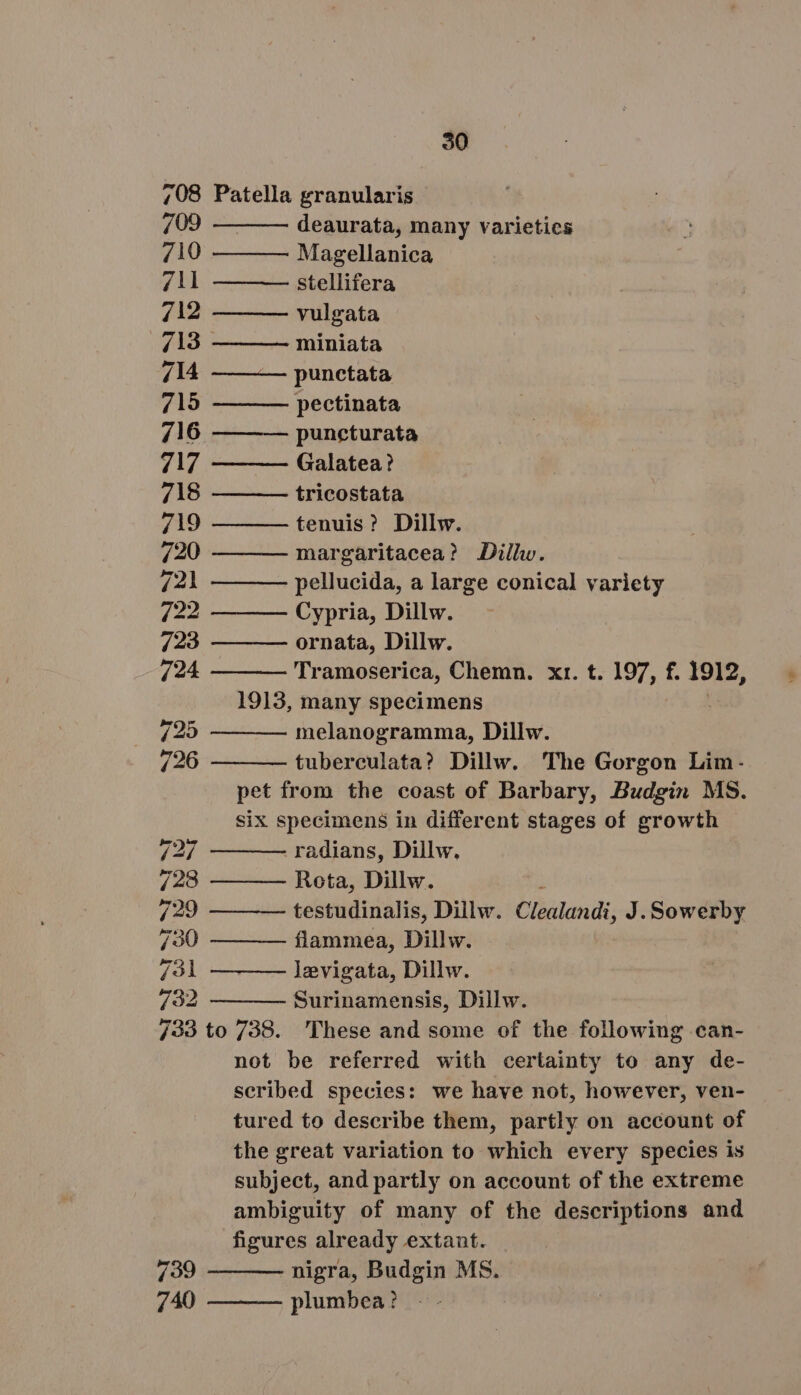 30
708 Patella granularis
709 ——— deaurata, many varieties
710 ——— Magellanica
711 ——— stellifera
712 ——— vulgata
713 ——— miniata
714 ——— punctata
715 ——— pectinata
716 ——— puncturata
717 ——— Galatea?
718 ——— tricostata
719 ——— tenuis? Dillw.
720 ——— margaritacea? Dillw.
721 ——— pellucida, a large conical variety
722 ——— Cypria, Dillw.
723 ——— ornata, Dillw.
724 ——— Tramoserica, Chemn. XI. t. 197, f. 1912,
1913, many specimens
725 ——— melanogramma, Dillw.
726 ——— tuberculata? Dillw. The Gorgon Lim-
pet from the coast of Barbary, Budgin MS.
six specimens in different stages of growth
727 ——— radians, Dillw.
728 ——— Rota, Dillw.
729 ——— testudinalis, Dillw. Clealandi, J. Sowerby
730 ——— flammea, Dillw.
731 ——— lævigata, Dillw.
732 ——— Surinamensis, Dillw.
733 to 738. These and some of the following can-
not be referred with certainty to any de-
scribed species: we have not, however, ven-
tured to describe them, partly on account of
the great variation to which every species is
subject, and partly on account of the extreme
ambiguity of many of the descriptions and
figures already extant.
739 ——— nigra, Budgin MS.
740 ——— plumbea?